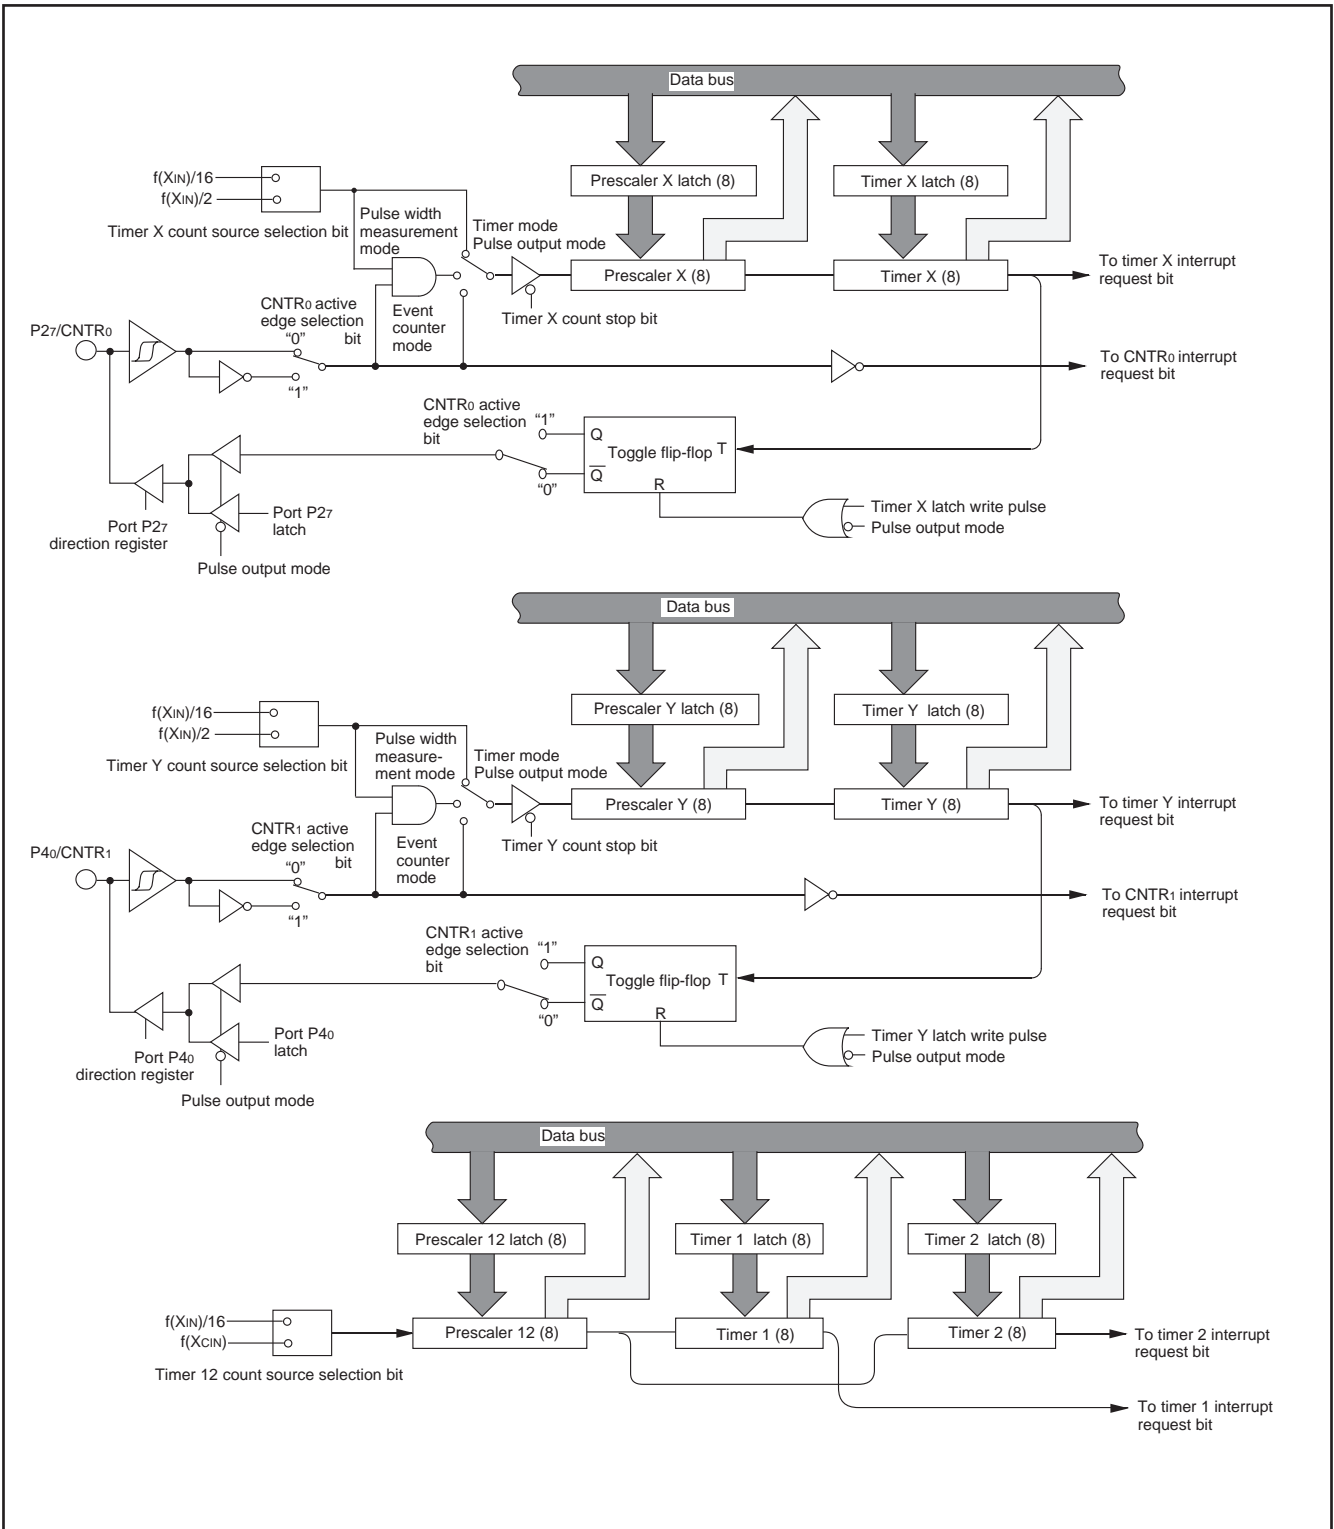 Data bus
Prescaler X latch (8)
Timer X latch (8)
f(XIN)/16
f(XIN)/2
Timer X count source selection bit
Pulse width
measurement
mode
Timer mode
Pulse output mode
Prescaler X (8)
Timer X (8)
To timer X interrupt
request bit
Timer X count stop bit
CNTR0 active
edge selection
bit
Event
counter
mode
P27/CNTR0
“0”
“1”
To CNTR0 interrupt
request bit
CNTR0 active
edge selection
bit
“1”
Q
Toggle flip-flop
T
Q
“0”
R
Timer X latch write pulse
Pulse output mode
Port P27
latch
Port P27
direction register
Pulse output mode
Data bus
Prescaler Y latch (8)
Timer Y latch (8)
f(XIN)/16
f(XIN)/2
Timer Y count source selection bit
Pulse width
measure-
ment mode
Timer mode
Pulse output mode
Prescaler Y (8)
Timer Y (8)
To timer Y interrupt
request bit
Timer Y count stop bit
CNTR1 active
edge selection
bit
Event
counter
mode
P40/CNTR1
“0”
“1”
To CNTR1 interrupt
request bit
CNTR1 active
edge selection
bit
“1”
Q
Toggle flip-flop
T
Q
“0”
R
Timer Y latch write pulse
Pulse output mode
Port P40
latch
Port P40
direction register
Pulse output mode
Data bus
Prescaler 12 latch (8)
Timer 1 latch (8)
Timer 2 latch (8)
f(XIN)/16
f(XCIN)
Timer 12 count source selection bit
Prescaler 12 (8)
Timer 1 (8)
Timer 2 (8)
To timer 2 interrupt
request bit
To timer 1 interrupt
request bit